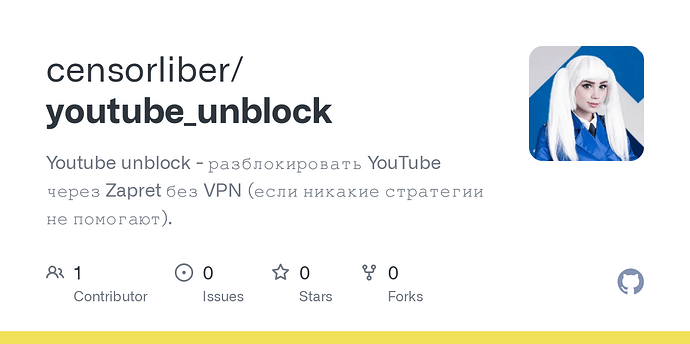 censorliber/
youtube_unblock
Youtube unblock - разблокировать YouTube
через Zapret без VPN (если никакие стратегии
не помогают).
1
Contributor
0
Issues
0
Stars
0
Forks